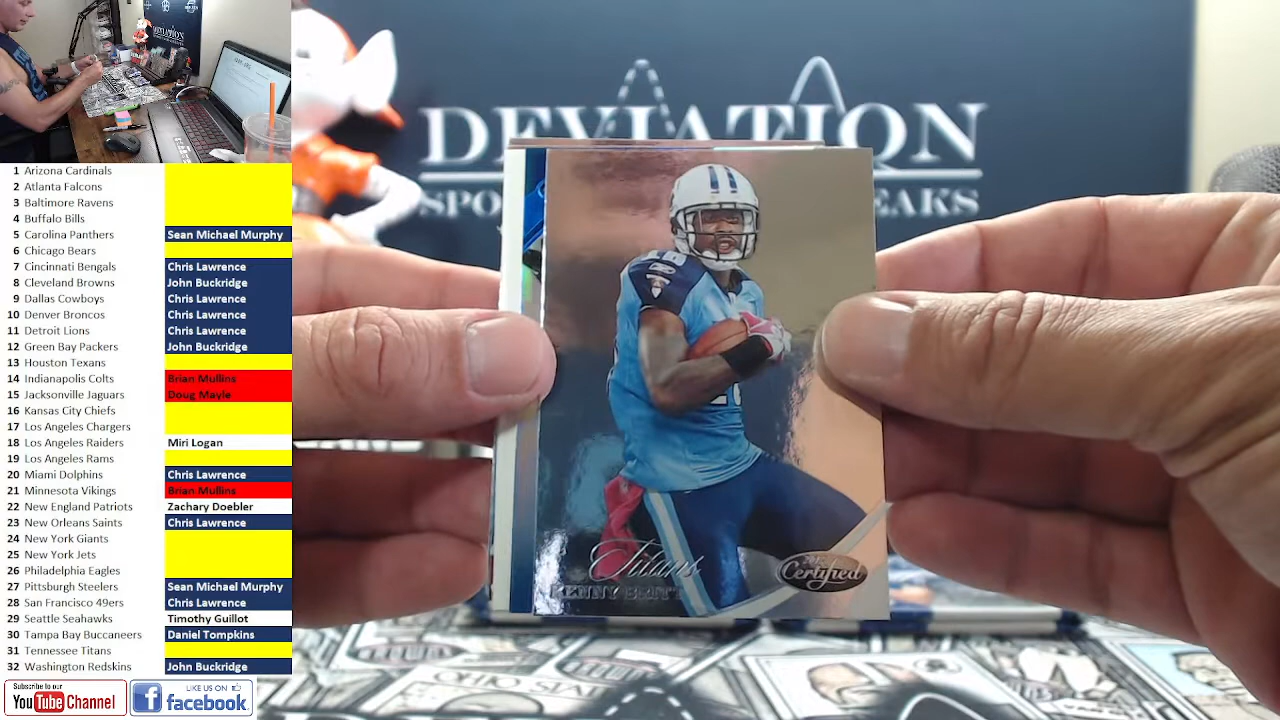 DEVIATION
SPO
EAKS
1 Arizona Cardinals
2 Atlanta Falcons
3 Baltimore Ravens
4 Buffalo Bills
5 Carolina Panthers Sean Michael Murphy
6 Chicago Bears
7 Cincinnati Bengals Chris Lawrence
8 Cleveland Browns John Buckridge
9 Dallas Cowboys Chris Lawrence
10 Denver Broncos Chris Lawrence
11 Detroit Lions Chris Lawrence
12 Green Bay Packers John Buckridge
13 Houston Texans
14 Indianapolis Colts Brian Mullins
15 Jacksonville Jaguars Doug Mayle
16 Kansas City Chiefs
17 Los Angeles Chargers
18 Los Angeles Raiders Miri Logan
19 Los Angeles Rams
20 Miami Dolphins Chris Lawrence
21 Minnesota Vikings Brian Mullins
22 New England Patriots Zachary Doebler
23 New Orleans Saints Chris Lawrence
24 New York Giants
25 New York Jets
26 Philadelphia Eagles
27 Pittsburgh Steelers Sean Michael Murphy
28 San Francisco 49ers Chris Lawrence
29 Seattle Seahawks Timothy Guillot
30 Tampa Bay Buccaneers Daniel Tompkins
31 Tennessee Titans
32 Washington Redskins John Buckridge
Titans
KENNY BRITT
Certified
Subscribe to our
YouTube Channel
LIKE US ON
facebook.